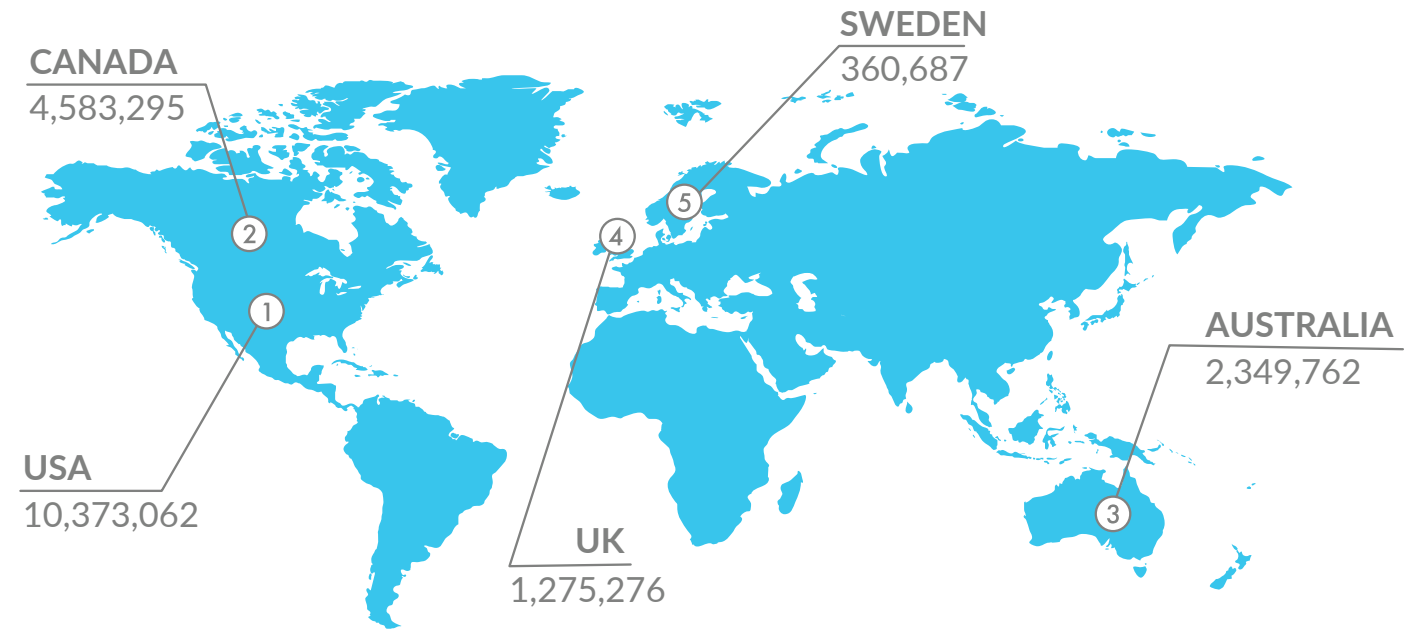 SWEDEN
360,687
CANADA
4,583,295
5
2
4
1
AUSTRALIA
2,349,762
USA
10,373,062
3
UK
1,275,276